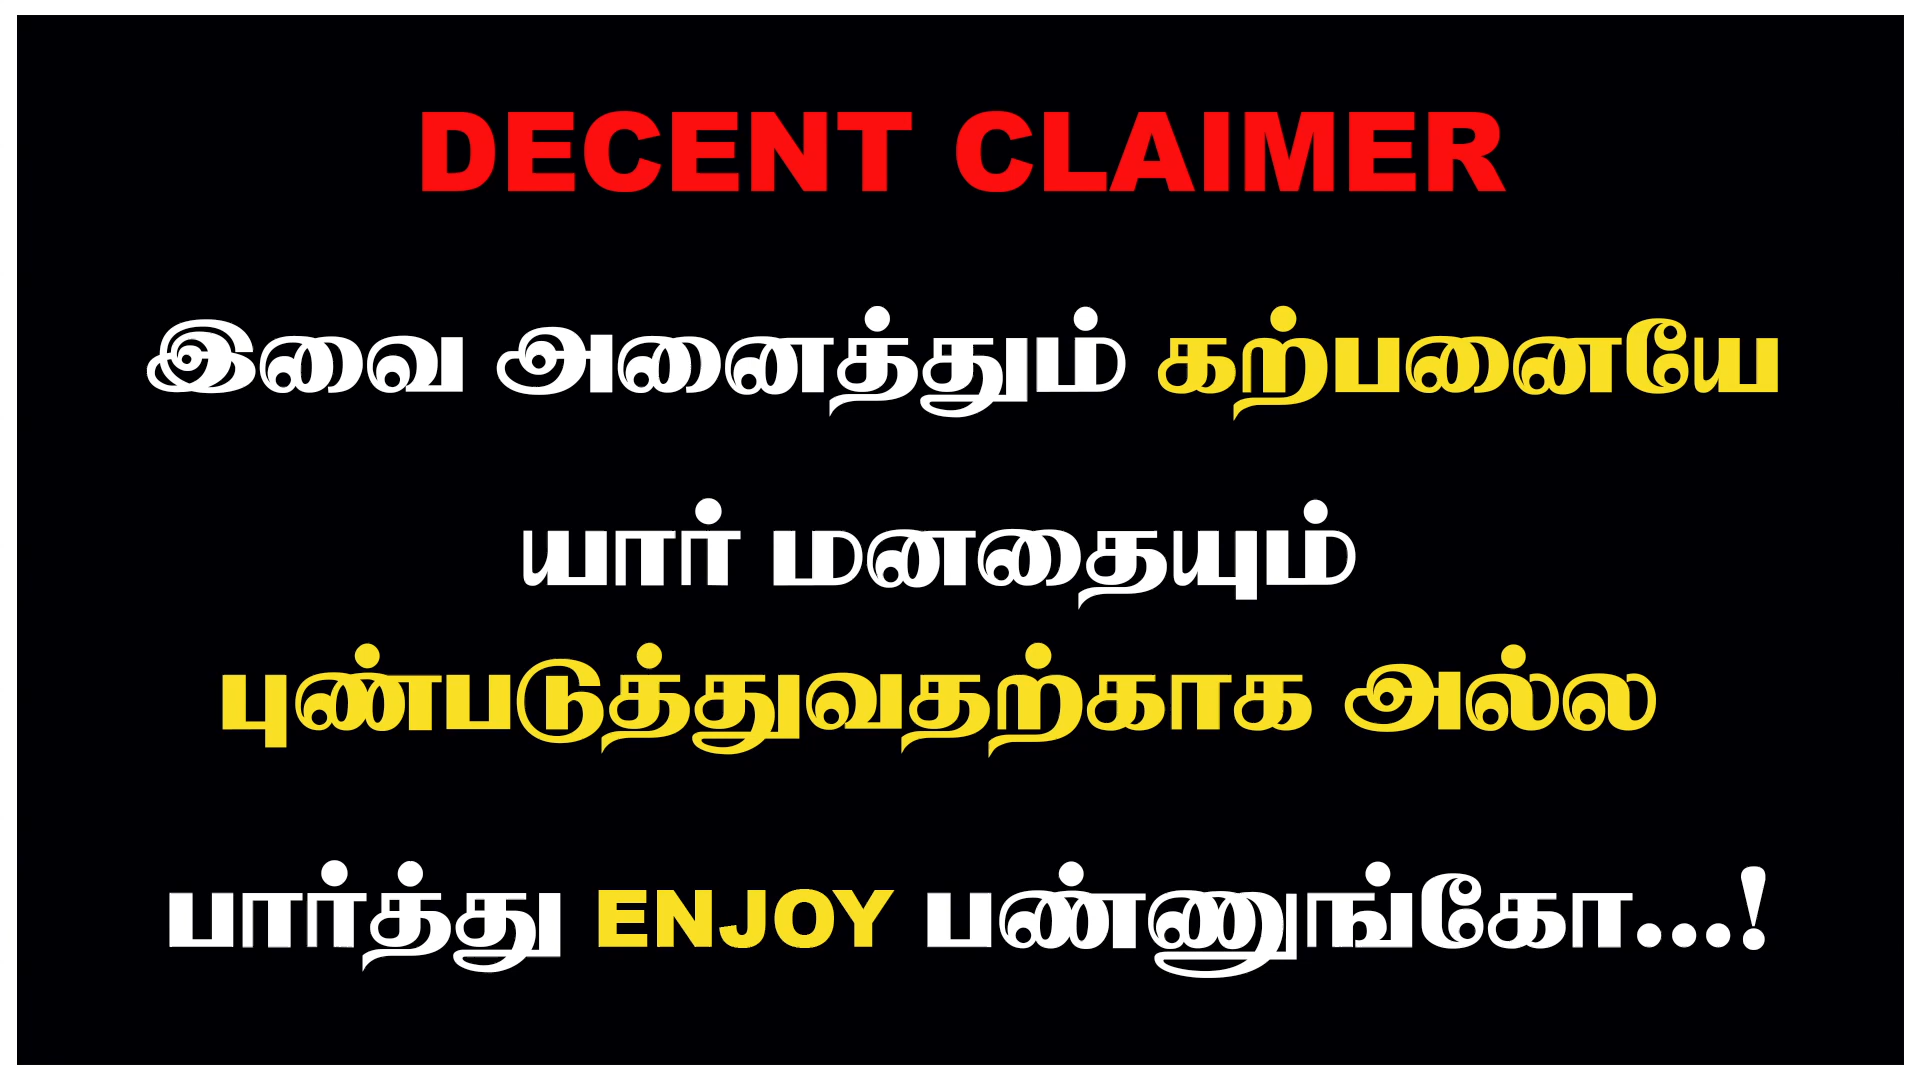 DECENT CLAIMER
இவை அனைத்தும் கற்பனையே
யார் மனதையும்
புண்படுத்துவதற்காக அல்ல
பார்த்து ENJOY பண்ணுங்கோ...!